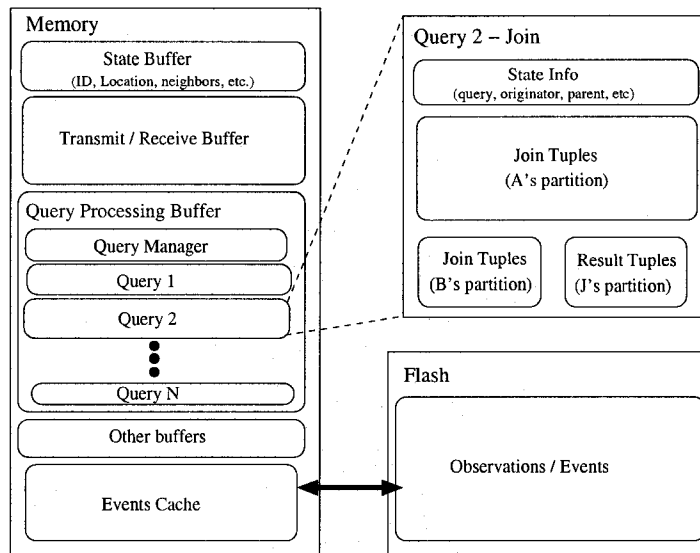 Memory
State Buffer
(ID, Location, neighbors, etc.)
Transmit / Receive Buffer
Query Processing Buffer
Query Manager
Query 1
Query 2
Query N
Other buffers
Events Cache
Query 2 – Join
State Info
(query, originator, parent, etc)
Join Tuples
(A's partition)
Join Tuples
(B's partition)
Result Tuples
(J's partition)
Flash
Observations / Events